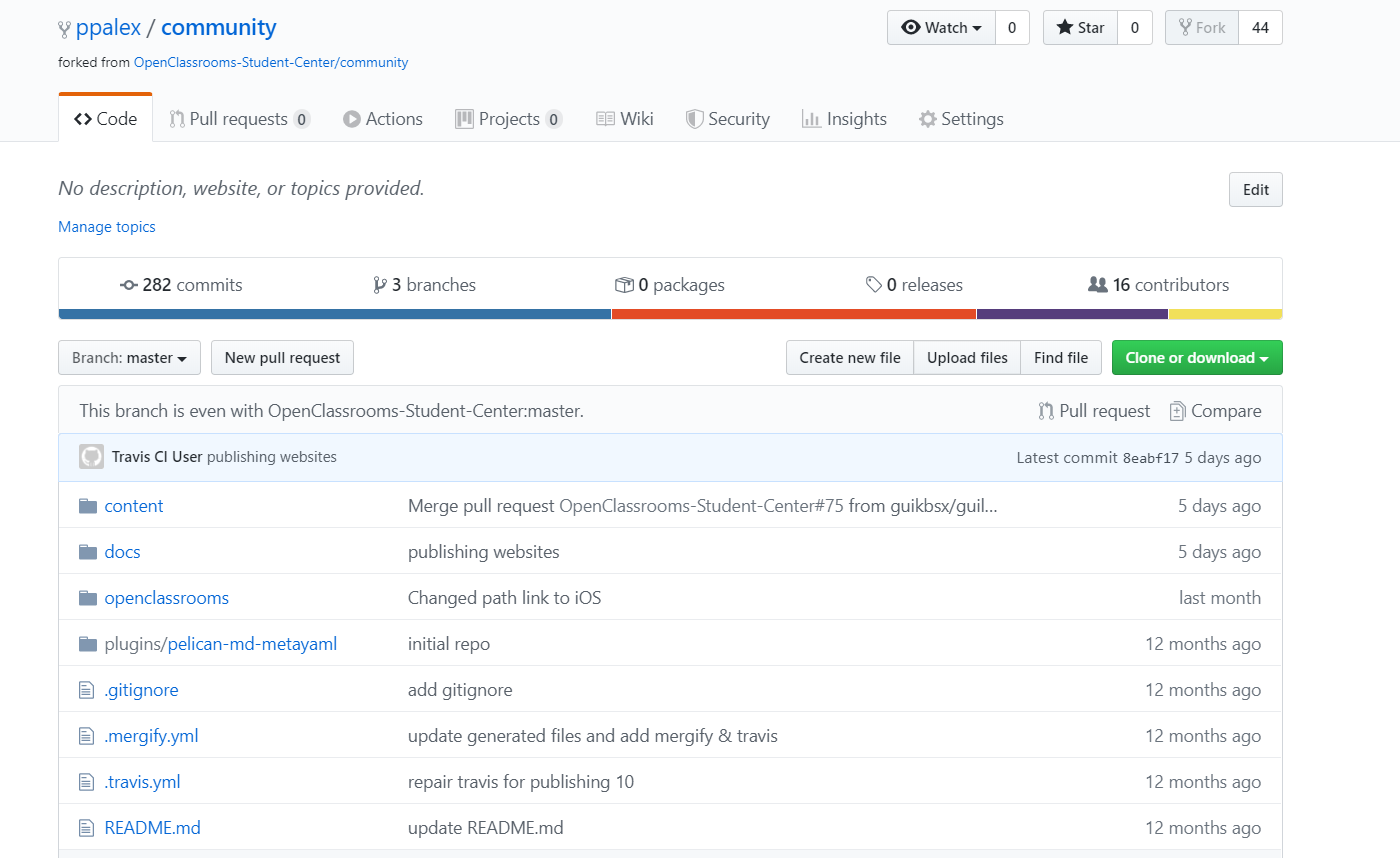 ppalex / community
Watch 0 Star 0 Fork 44
forked from OpenClassrooms-Student-Center/community
Code Pull requests 0 Actions Projects 0 Wiki Security Insights Settings
No description, website, or topics provided. Edit
Manage topics
282 commits 3 branches 0 packages 0 releases 16 contributors
Branch: master New pull request Create new file Upload files Find file Clone or download
This branch is even with OpenClassrooms-Student-Center:master. Pull request Compare
Travis CI User publishing websites Latest commit 8eabf17 5 days ago
content Merge pull request OpenClassrooms-Student-Center#75 from guikbsx/guil... 5 days ago
docs publishing websites 5 days ago
openclassrooms Changed path link to iOS last month
plugins/pelican-md-metayaml initial repo 12 months ago
.gitignore add gitignore 12 months ago
.mergify.yml update generated files and add mergify & travis 12 months ago
.travis.yml repair travis for publishing 10 12 months ago
README.md update README.md 12 months ago